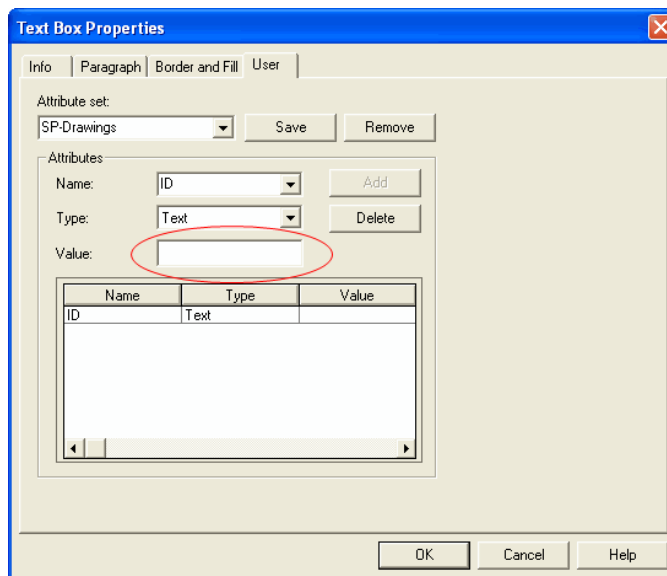 Text Box Properties
Info Paragraph Border and Fill User
Attribute set:
SP-Drawings Save Remove
Attributes
Name: ID Add
Type: Text Delete
Value:
Name Type Value
ID Text
OK Cancel Help